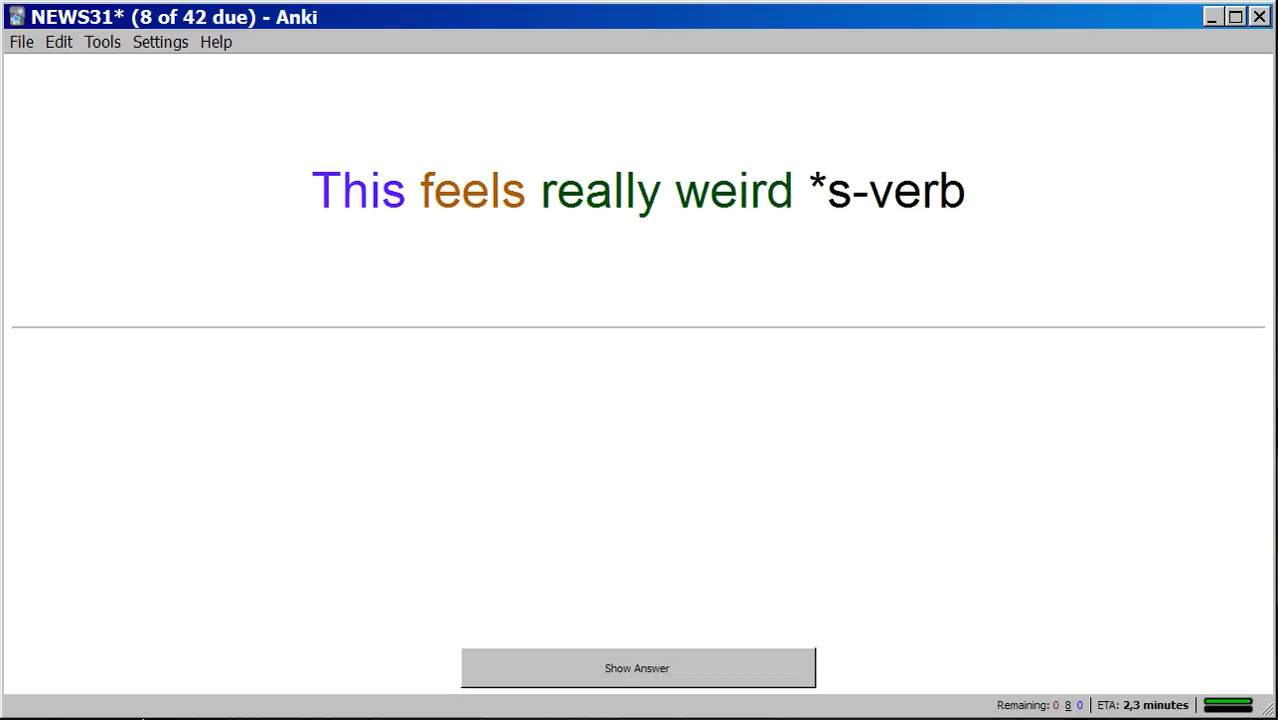 NEWS31* (8 of 42 due) - Anki
File Edit Tools Settings Help
This feels really weird *s-verb
Show Answer
Remaining: 0 8 0 ETA: 2,3 minutes